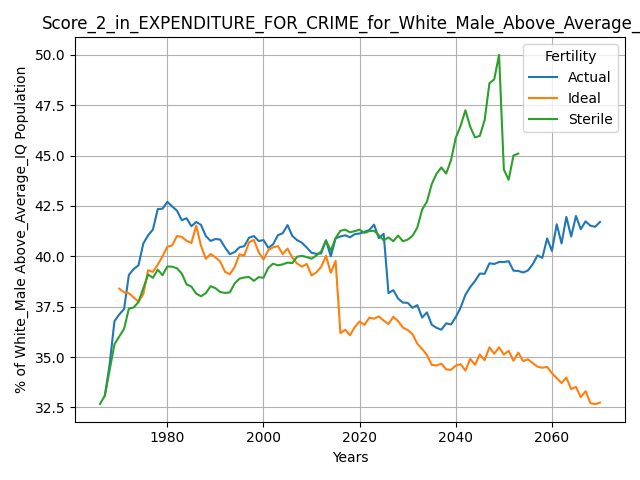 Score_2_in_EXPENDITURE_FOR_CRIME_for_White_Male_Above_Average_
% of White_Male Above_Average_IQ Population
50.0
47.5
45.0
42.5
40.0
37.5
35.0
32.5
Fertility
Actual
Ideal
Sterile
1980
2000
2020
2040
2060
Years